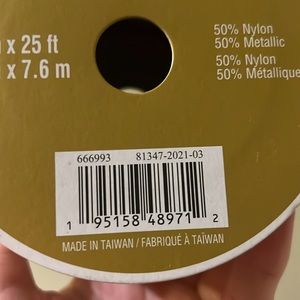 x 25 ft
x 7.6 m
50% Nylon
50% Metallic
50% Nylon
50% Métallique
666993 81347-2021-03
1 95158 48971 2
MADE IN TAIWAN / FABRIQUÉ À TAÏWAN